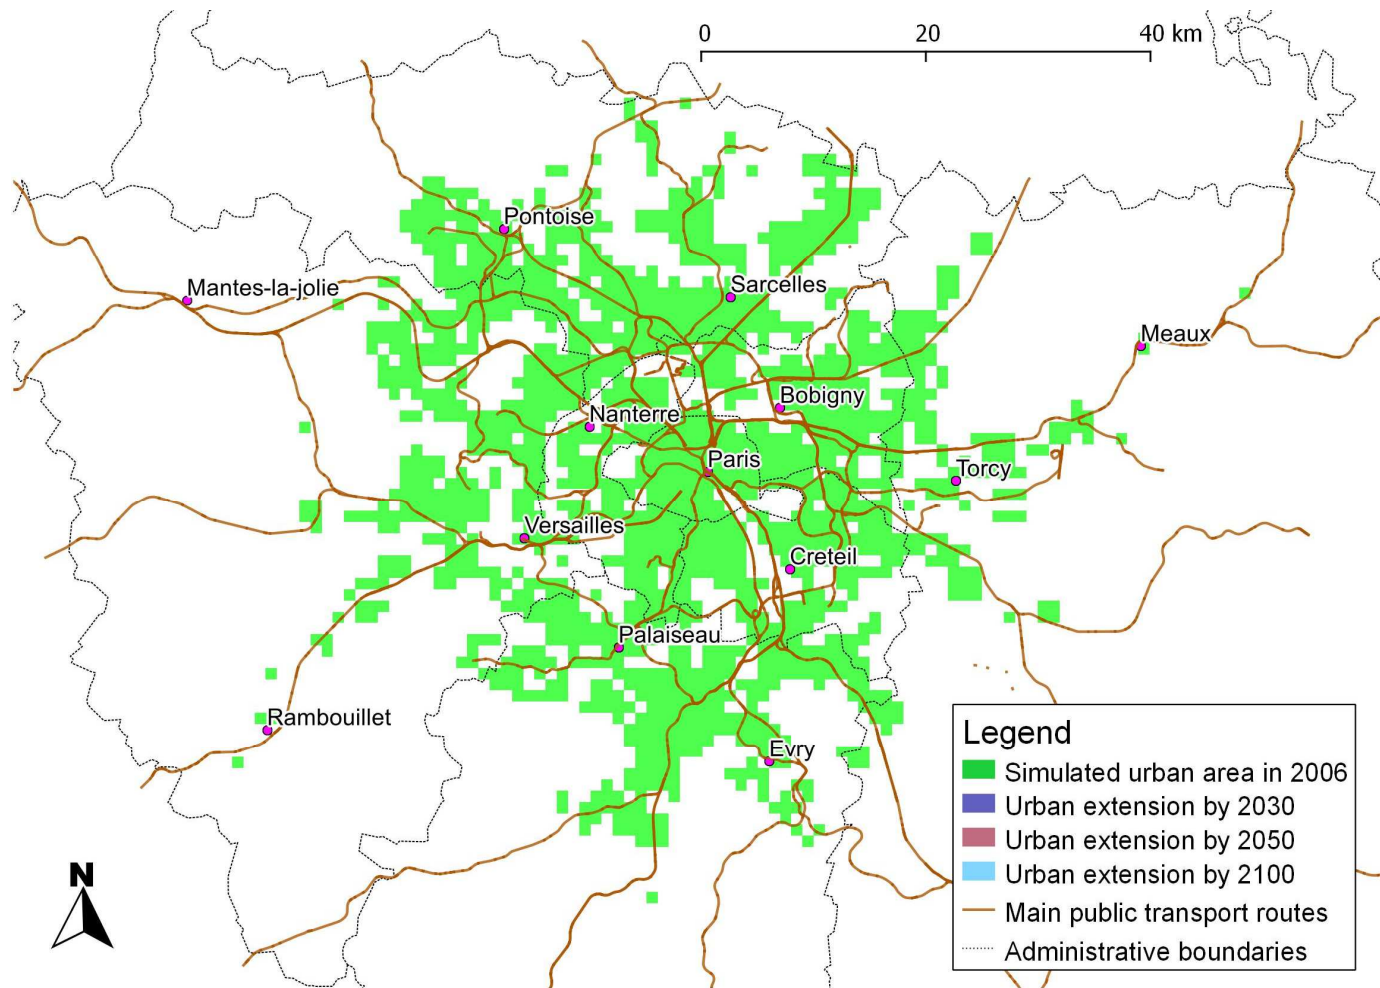 0 20 40 km
Pontoise
Mantes-la-jolie
Sarcelles
Meaux
Bobigny
Nanterre
Paris
Torcy
Versailles
Creteil
Palaiseau
Rambouillet
Evry
Legend
Simulated urban area in 2006
Urban extension by 2030
Urban extension by 2050
Urban extension by 2100
Main public transport routes
Administrative boundaries
N